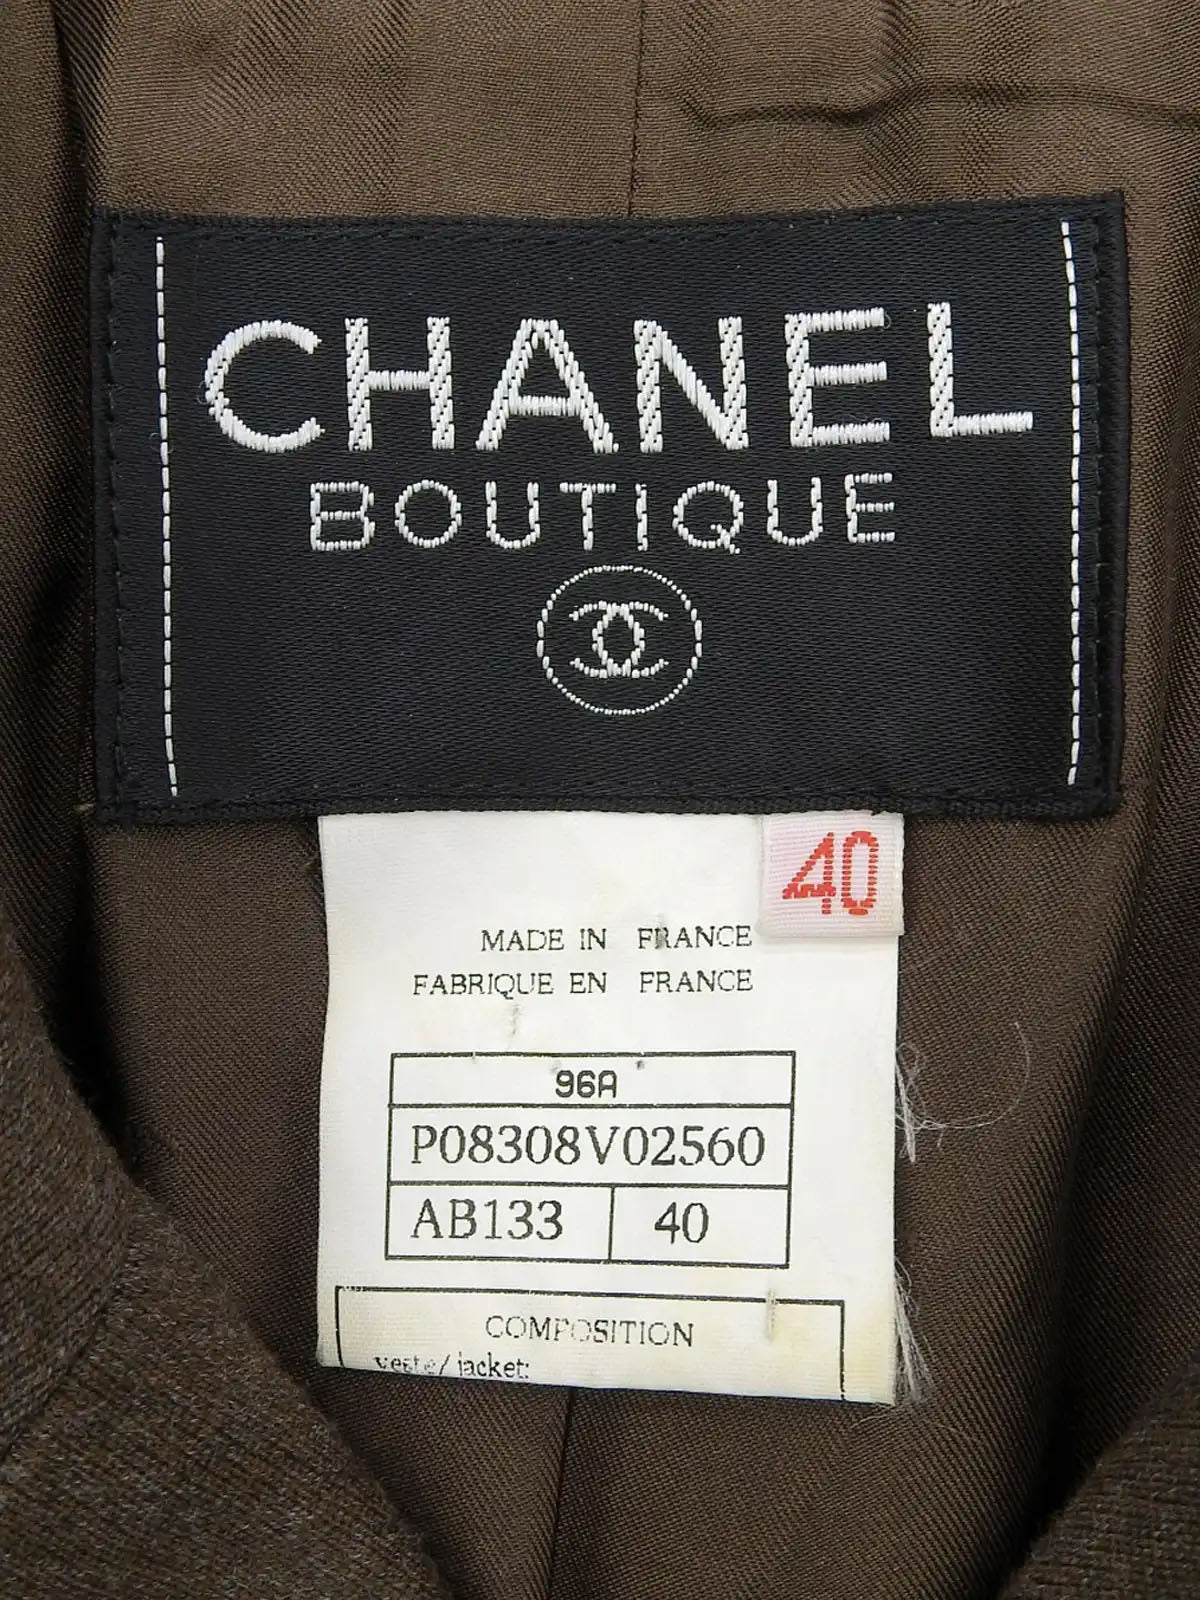 CHANEL
BOUTIQUE
40
MADE IN FRANCE
FABRIQUE EN FRANCE
96A
P08308V02560
AB133 40
COMPOSITION
veste/ jacket: